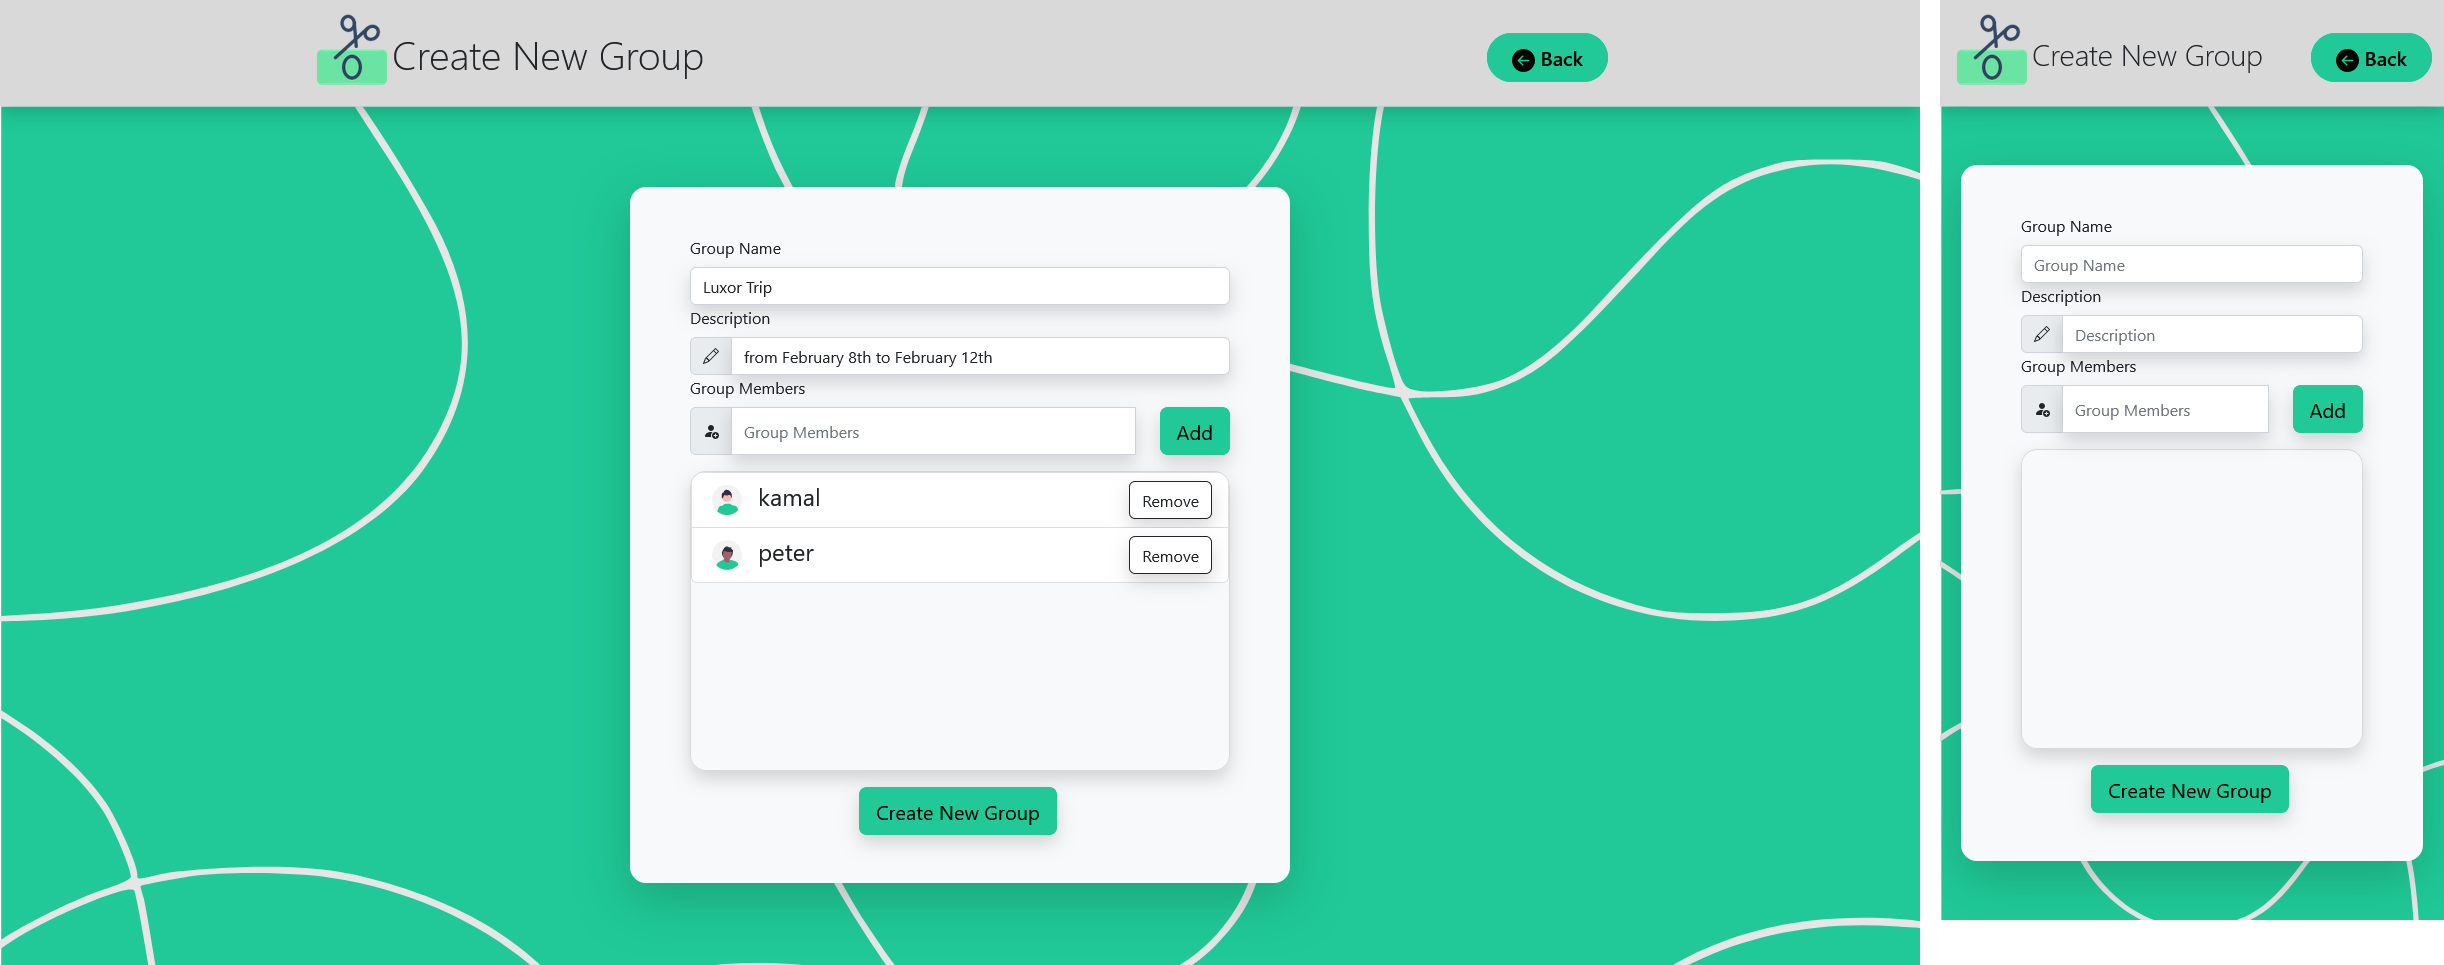 Create New Group
Back
Group Name
Luxor Trip
Description
from February 8th to February 12th
Group Members
Group Members
Add
kamal
Remove
peter
Remove
Create New Group
Create New Group
Back
Group Name
Group Name
Description
Description
Group Members
Group Members
Add
Create New Group